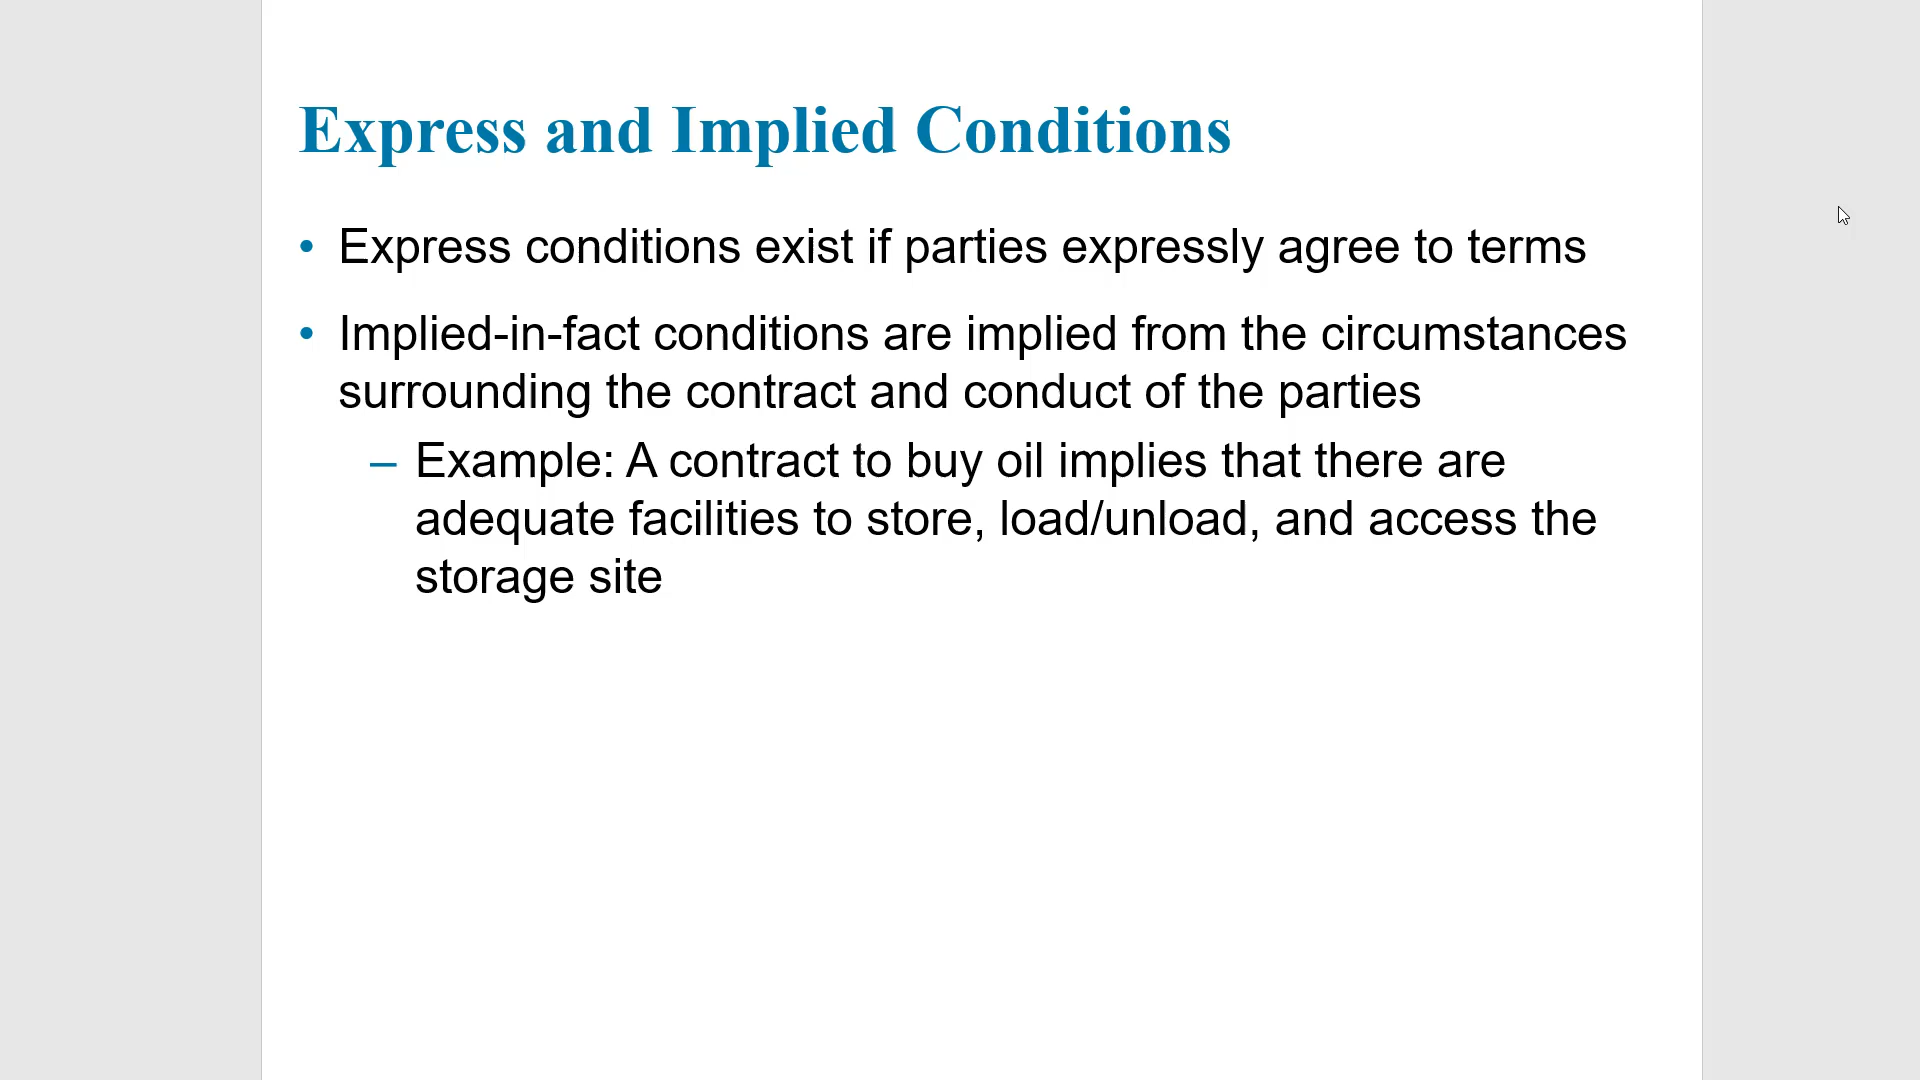 Express and Implied Conditions
• Express conditions exist if parties expressly agree to terms
• Implied-in-fact conditions are implied from the circumstances
surrounding the contract and conduct of the parties
– Example: A contract to buy oil implies that there are
adequate facilities to store, load/unload, and access the
storage site